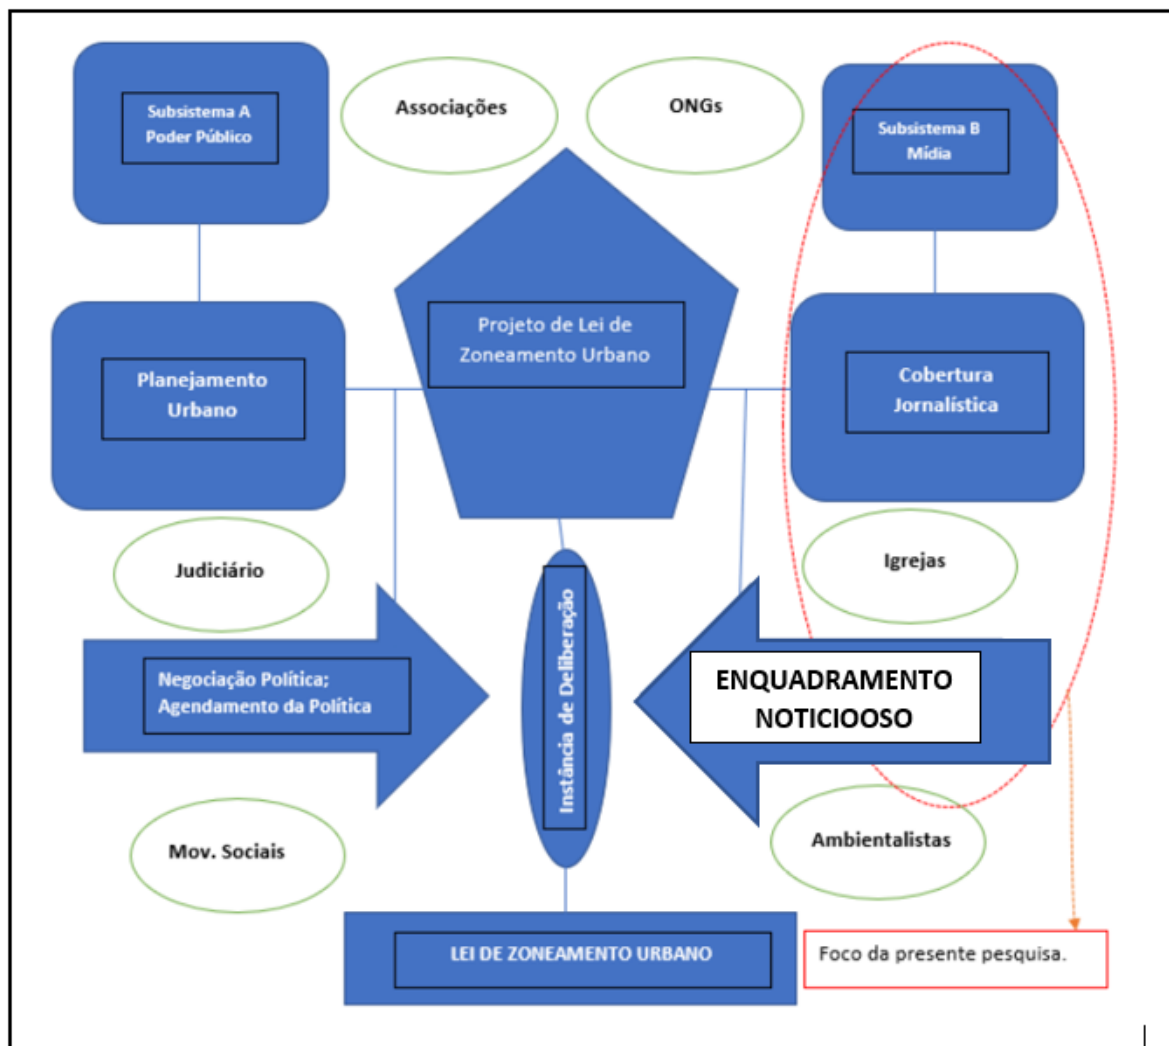 Subsistema A
Poder Público
Associações
ONGs
Subsistema B
Mídia
Projeto de Lei de
Zoneamento Urbano
Planejamento
Urbano
Cobertura
Jornalística
Judiciário
Igrejas
Negociação Política;
Agendamento da Política
Instância de Deliberação
ENQUADRAMENTO
NOTICIOOSO
Mov. Sociais
Ambientalistas
LEI DE ZONEAMENTO URBANO
Foco da presente pesquisa.